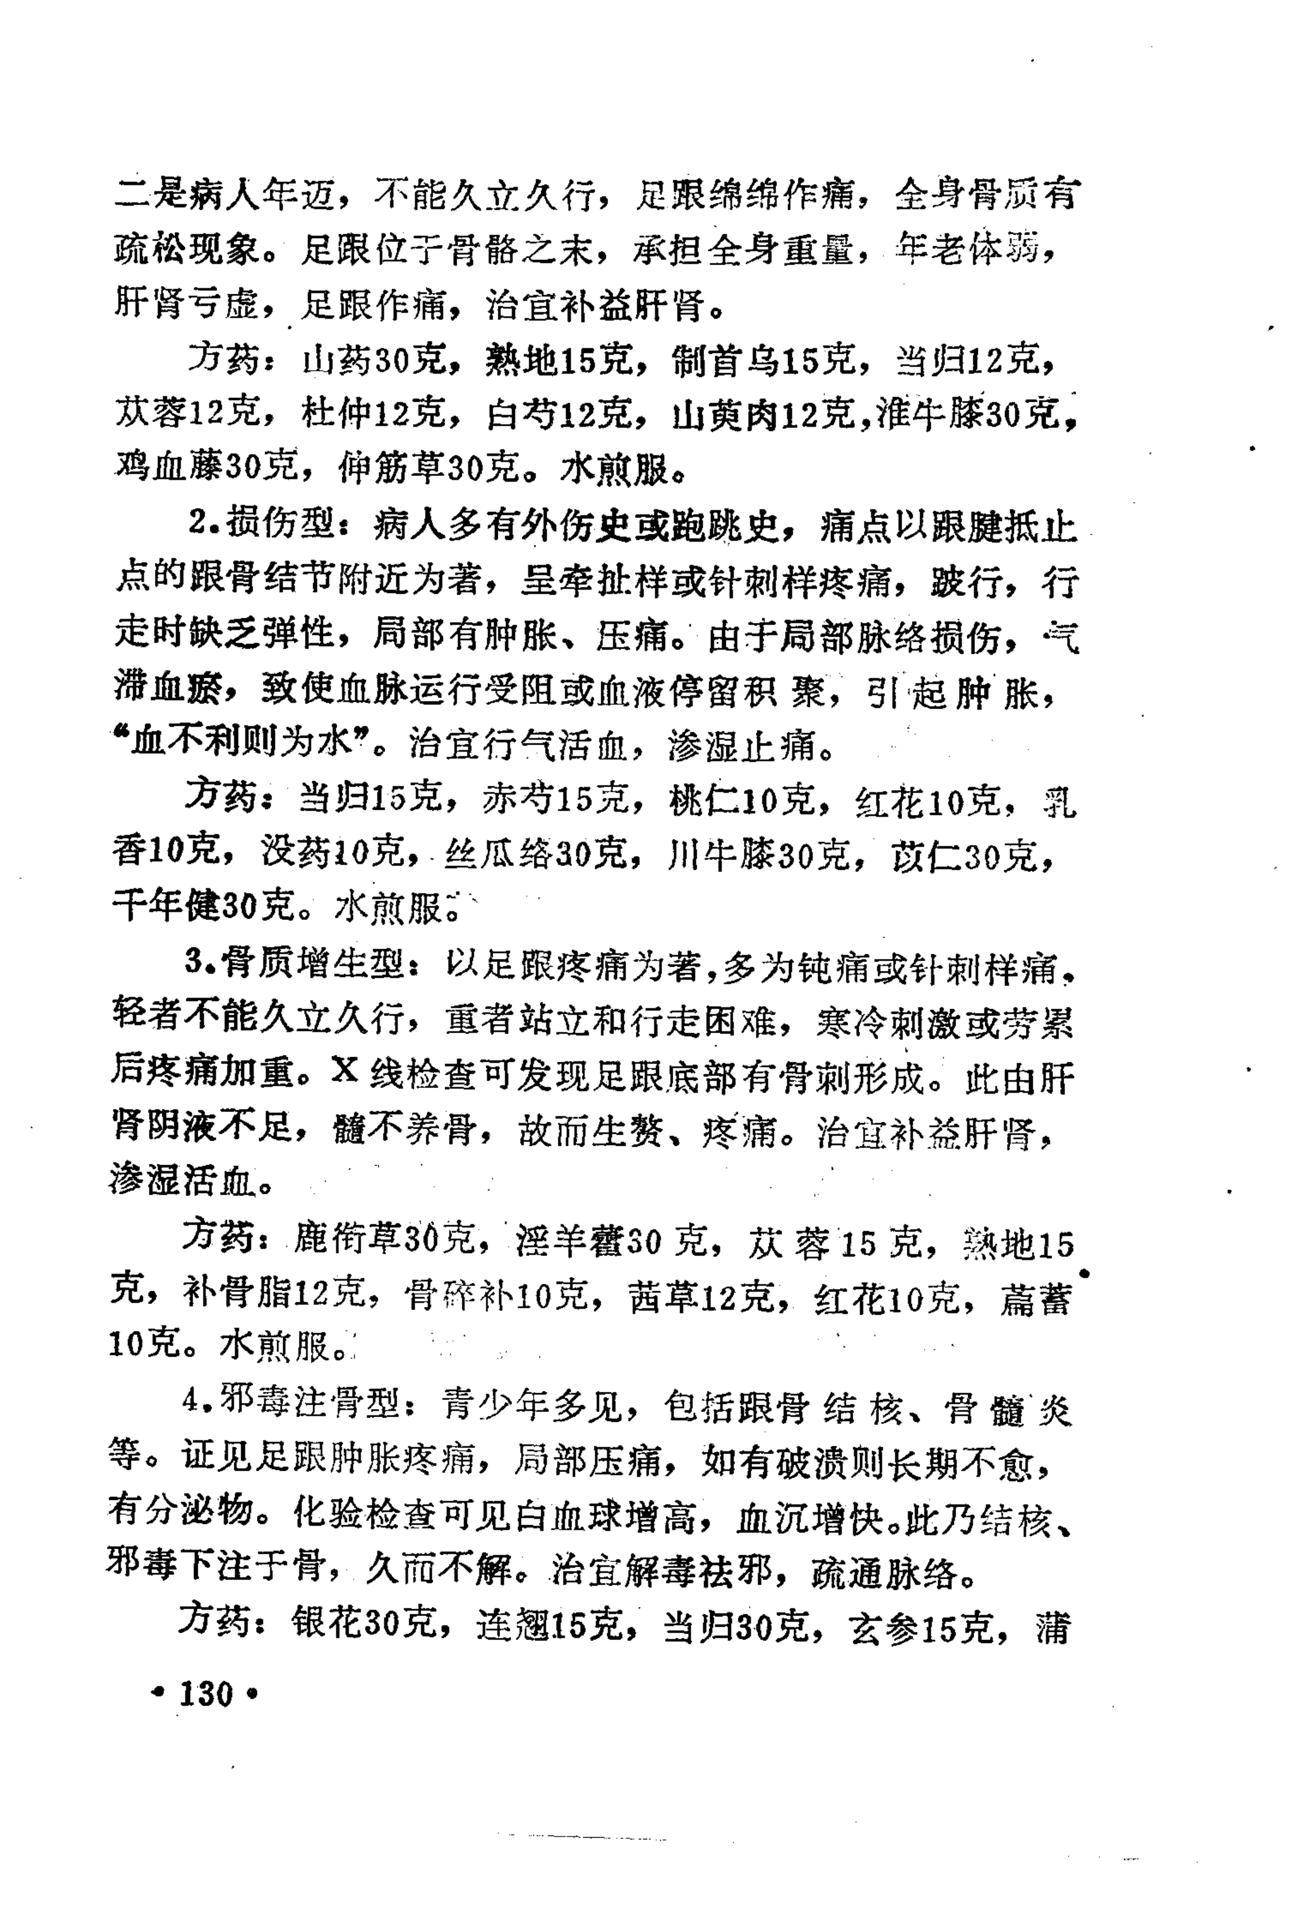 二是病人年迈，不能久立久行，足跟绵绵作痛，全身骨质有
疏松现象。足跟位于骨骼之末，承担全身重量，年老体弱，
肝肾亏虚，足跟作痛，治宜补益肝肾。
方药：山药30克，熟地15克，制首乌15克，当归12克，
苁蓉12克，杜仲12克，白芍12克，山萸肉12克，淮牛膝30克，
鸡血藤30克，伸筋草30克。水煎服。
2.损伤型：病人多有外伤史或跑跳史，痛点以跟腱抵止
点的跟骨结节附近为著，呈牵扯样或针刺样疼痛，跛行，行
走时缺乏弹性，局部有肿胀、压痛。由于局部脉络损伤，气
滞血瘀，致使血脉运行受阻或血液停留积聚，引起肿胀，
“血不利则为水”。治宜行气活血，渗湿止痛。
方药：当归15克，赤芍15克，桃仁10克，红花10克，乳
香10克，没药10克，丝瓜络30克，川牛膝30克，苡仁30克，
千年健30克。水煎服。
3.骨质增生型：以足跟疼痛为著，多为钝痛或针刺样痛，
轻者不能久立久行，重者站立和行走困难，寒冷刺激或劳累
后疼痛加重。X线检查可发现足跟底部有骨刺形成。此由肝
肾阴液不足，髓不养骨，故而生赘、疼痛。治宜补益肝肾，
渗湿活血。
方药：鹿衔草30克，淫羊藿30克，苁蓉15克，熟地15
克，补骨脂12克，骨碎补10克，茜草12克，红花10克，萹蓄
10克。水煎服。
4.邪毒注骨型：青少年多见，包括跟骨结核、骨髓炎
等。证见足跟肿胀疼痛，局部压痛，如有破溃则长期不愈，
有分泌物。化验检查可见白血球增高，血沉增快。此乃结核、
邪毒下注于骨，久而不解。治宜解毒祛邪，疏通脉络。
方药：银花30克，连翘15克，当归30克，玄参15克，蒲
• 130 •